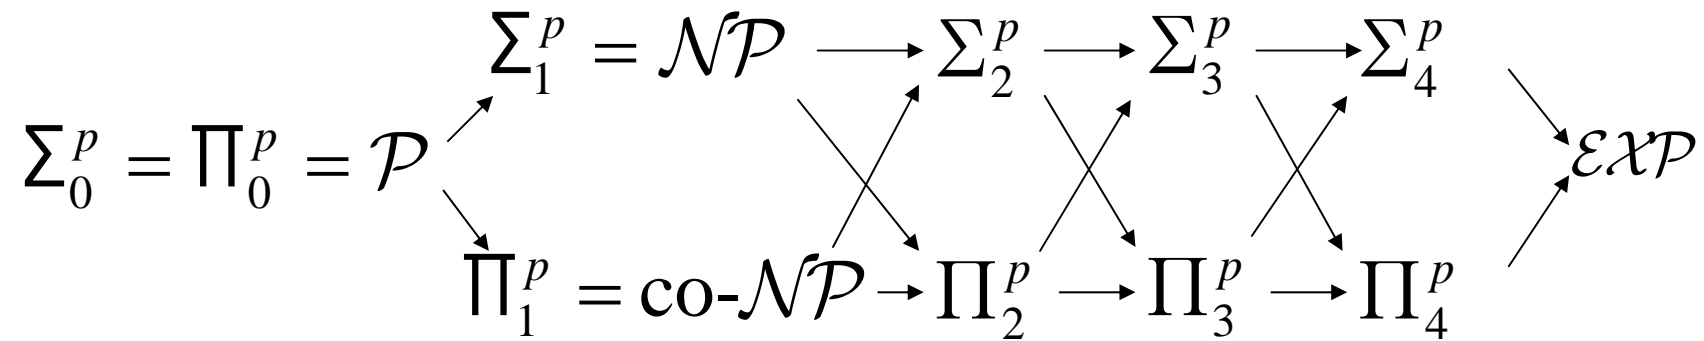 Σ₁ᵖ = 𝒩𝒫 Σ₂ᵖ Σ₃ᵖ Σ₄ᵖ
Σ₀ᵖ = Π₀ᵖ = 𝒫 ℰ𝒳𝒫
Π₁ᵖ = co-𝒩𝒫 Π₂ᵖ Π₃ᵖ Π₄ᵖ